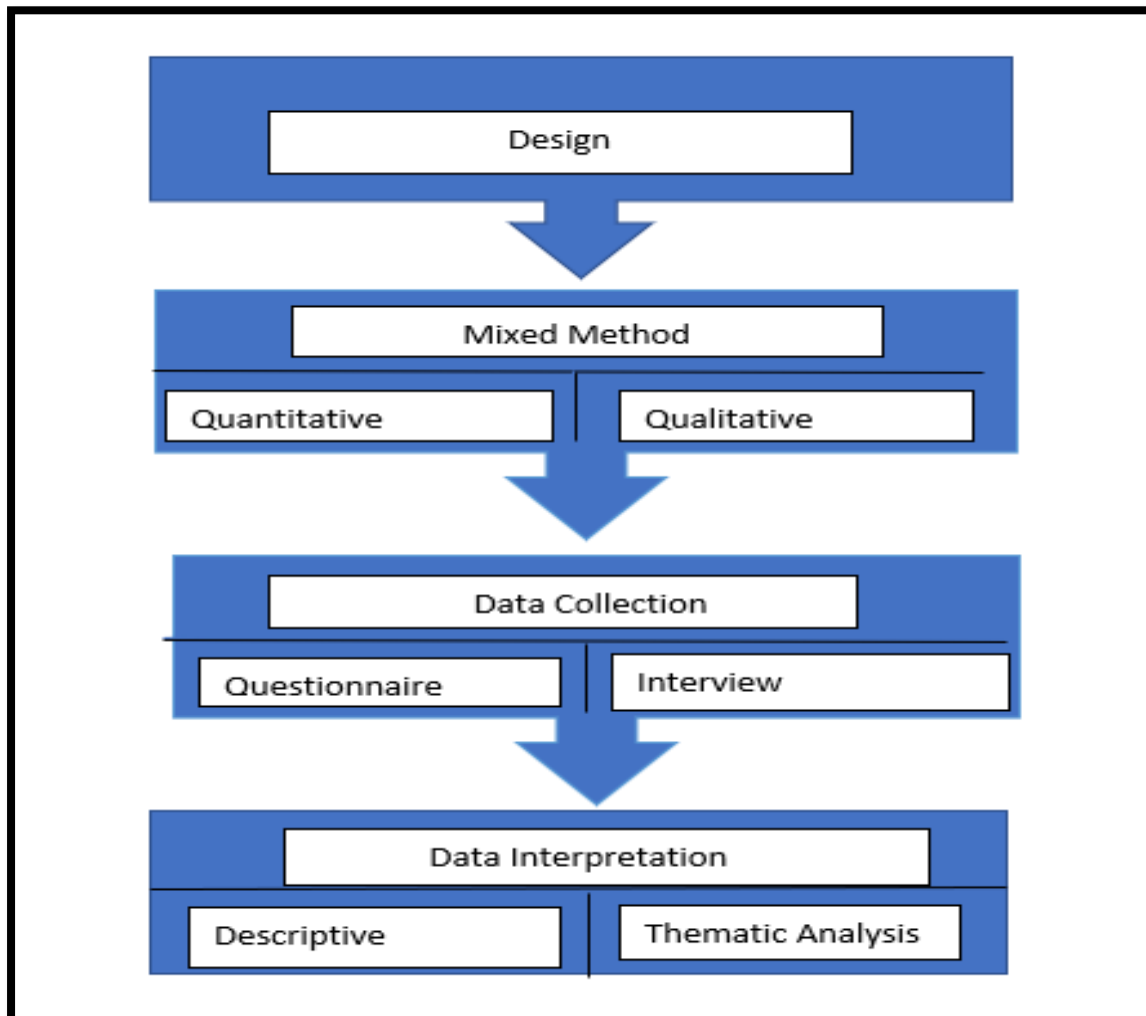 Design
Mixed Method
Quantitative
Qualitative
Data Collection
Questionnaire
Interview
Data Interpretation
Descriptive
Thematic Analysis